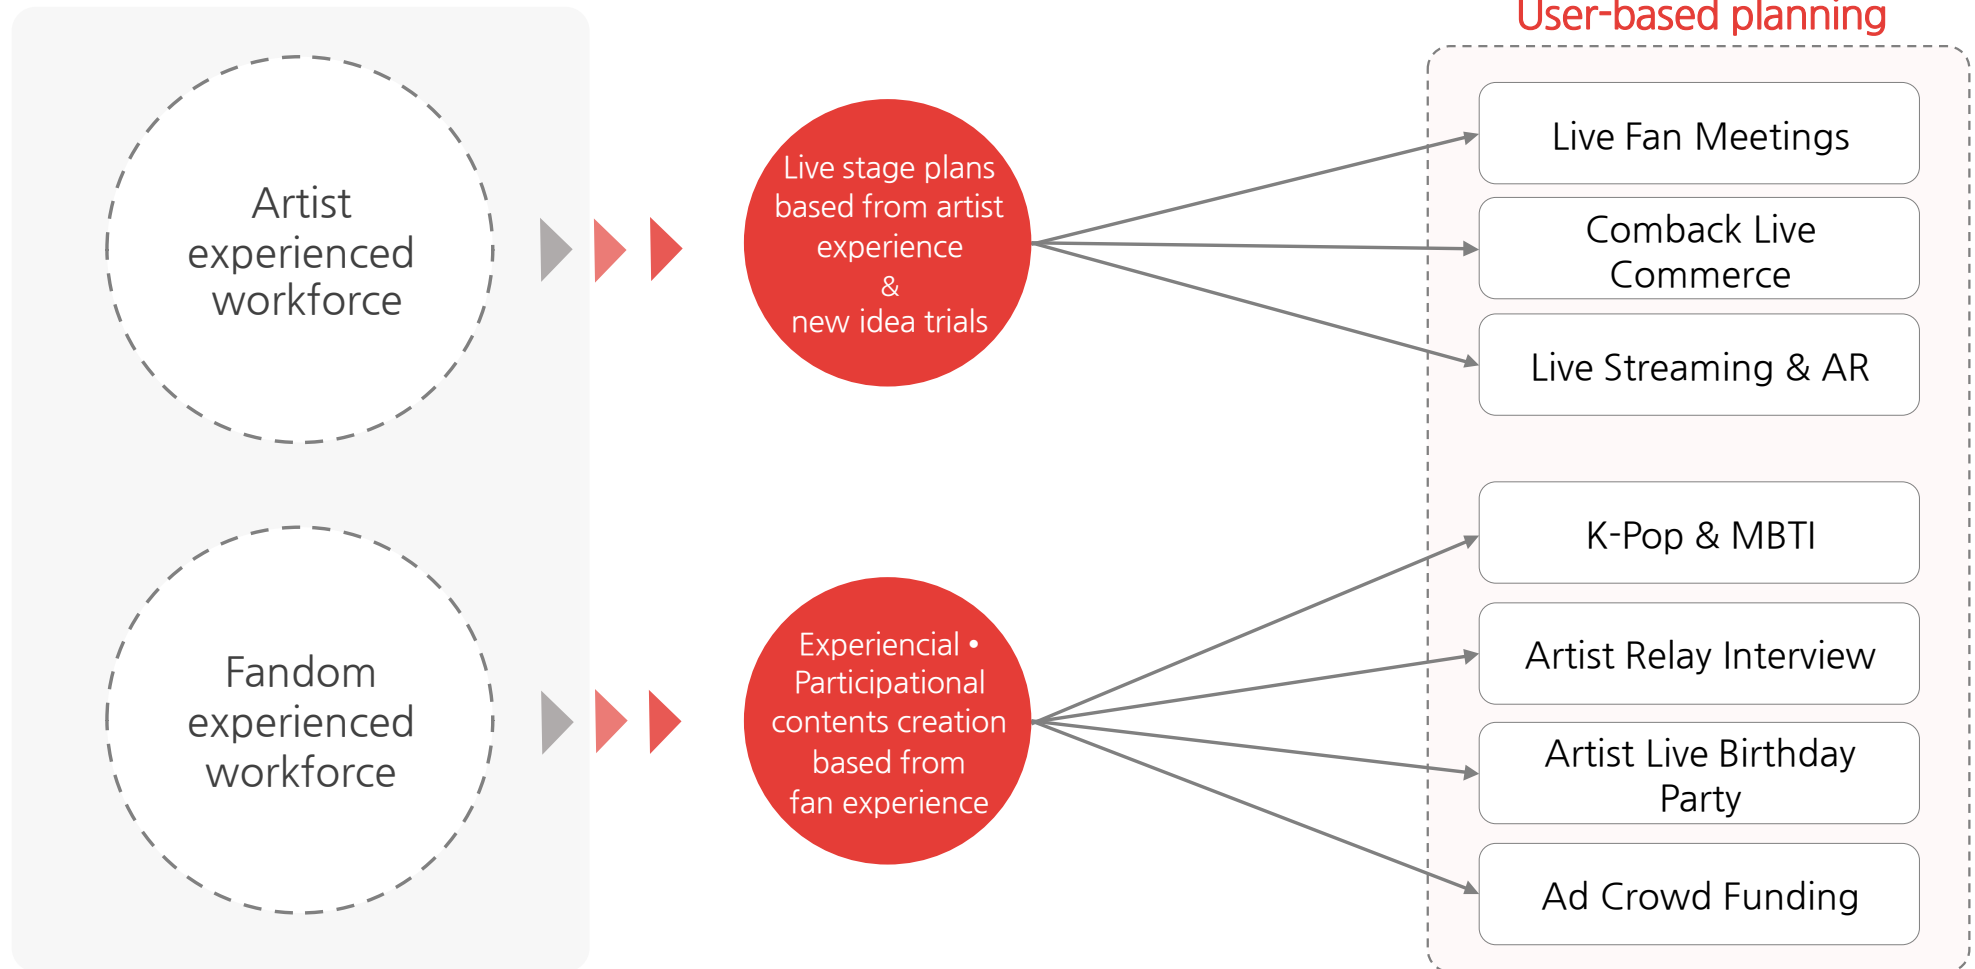 User-based planning
Artist
experienced
workforce
Live stage plans
based from artist
experience
&
new idea trials
Live Fan Meetings
Comback Live
Commerce
Live Streaming & AR
Fandom
experienced
workforce
Experiencial •
Participational
contents creation
based from
fan experience
K-Pop & MBTI
Artist Relay Interview
Artist Live Birthday
Party
Ad Crowd Funding